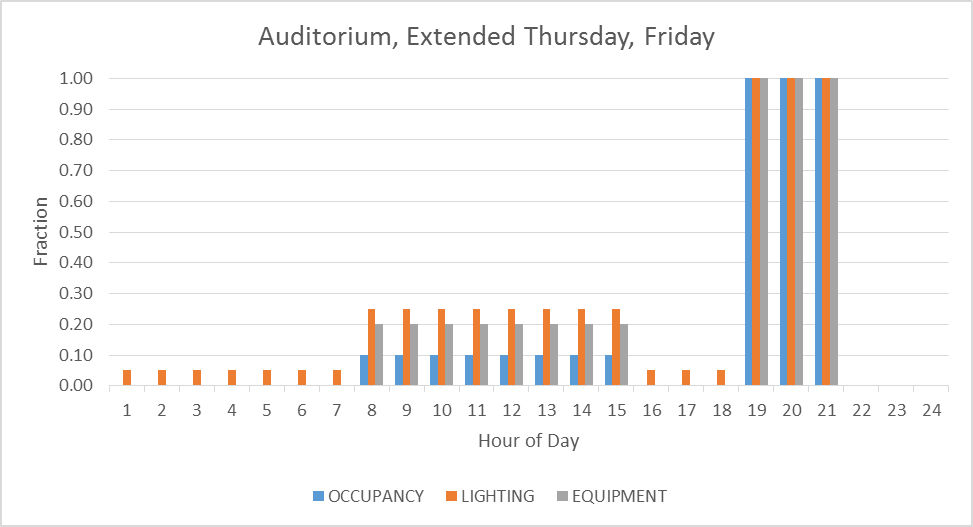 Auditorium, Extended Thursday, Friday
1.00
0.90
0.80
0.70
0.60
0.50
0.40
0.30
0.20
0.10
0.00
Fraction
1 2 3 4 5 6 7 8 9 10 11 12 13 14 15 16 17 18 19 20 21 22 23 24
Hour of Day
OCCUPANCY LIGHTING EQUIPMENT